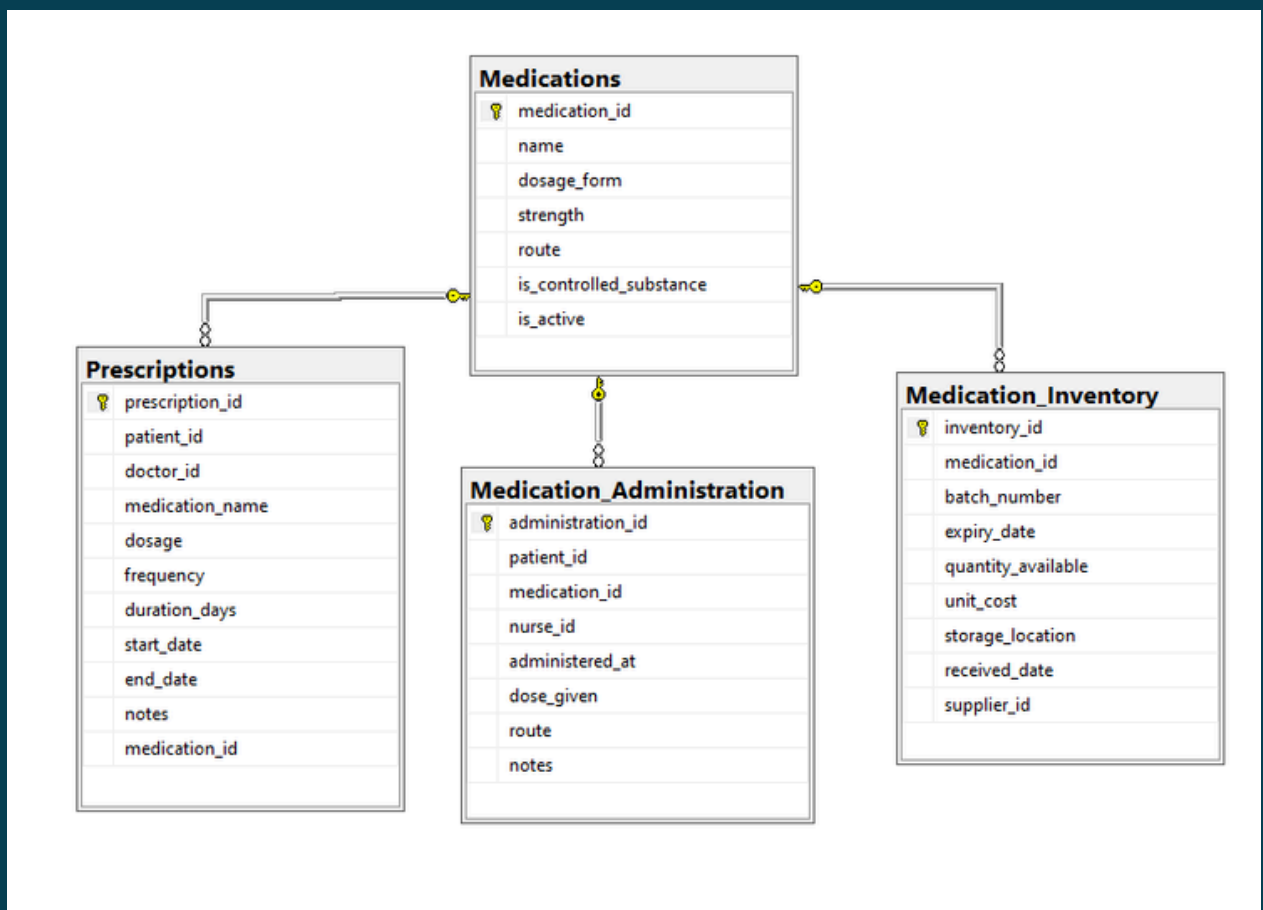 Medications
medication_id
name
dosage_form
strength
route
is_controlled_substance
is_active
Prescriptions
prescription_id
patient_id
doctor_id
medication_name
dosage
frequency
duration_days
start_date
end_date
notes
medication_id
Medication_Administration
administration_id
patient_id
medication_id
nurse_id
administered_at
dose_given
route
notes
Medication_Inventory
inventory_id
medication_id
batch_number
expiry_date
quantity_available
unit_cost
storage_location
received_date
supplier_id